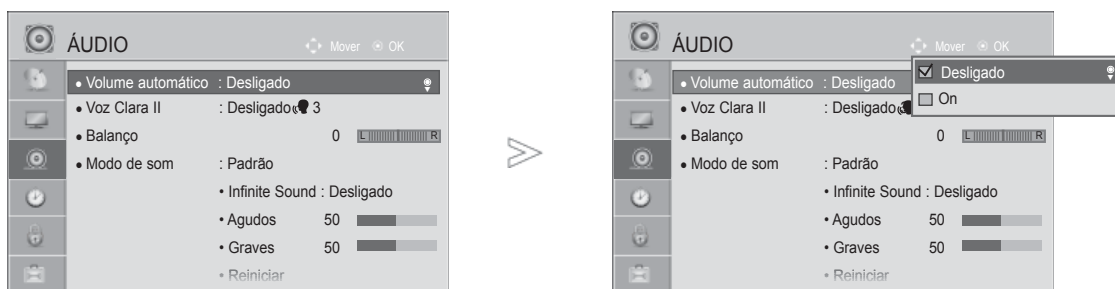 ÁUDIO
Mover OK
• Volume automático : Desligado
• Voz Clara II : Desligado 3
• Balanço 0 L R
• Modo de som : Padrão
• Infinite Sound : Desligado
• Agudos 50
• Graves 50
• Reiniciar
ÁUDIO
Mover OK
• Volume automático : Desligado
• Voz Clara II : Desligado
• Balanço 0 L R
• Modo de som : Padrão
• Infinite Sound : Desligado
• Agudos 50
• Graves 50
• Reiniciar
Desligado
On